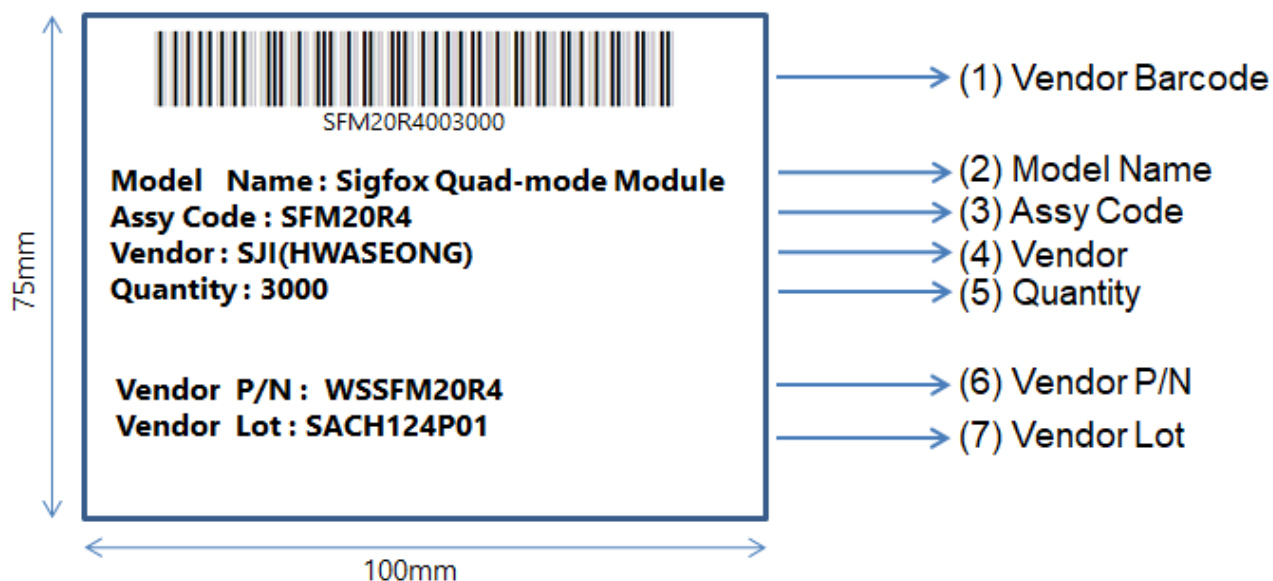 SFM20R4003000
(1) Vendor Barcode
Model Name : Sigfox Quad-mode Module
(2) Model Name
Assy Code : SFM20R4
(3) Assy Code
Vendor : SJI(HWASEONG)
(4) Vendor
Quantity : 3000
(5) Quantity
75mm
Vendor P/N : WSSFM20R4
(6) Vendor P/N
Vendor Lot : SACH124P01
(7) Vendor Lot
100mm